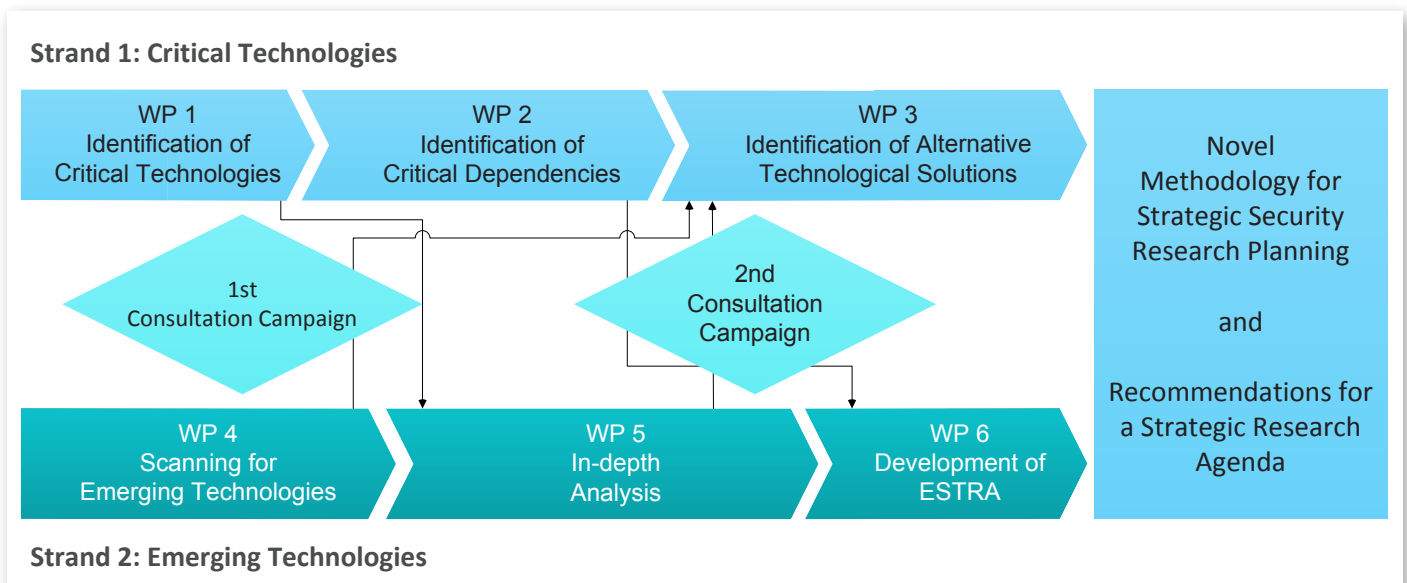 Strand 1: Critical Technologies
WP 1
Identification of
Critical Technologies
WP 2
Identification of
Critical Dependencies
WP 3
Identification of Alternative
Technological Solutions
1st
Consultation Campaign
2nd
Consultation
Campaign
WP 4
Scanning for
Emerging Technologies
WP 5
In-depth
Analysis
WP 6
Development of
ESTRA
Novel
Methodology for
Strategic Security
Research Planning
and
Recommendations for
a Strategic Research
Agenda
Strand 2: Emerging Technologies